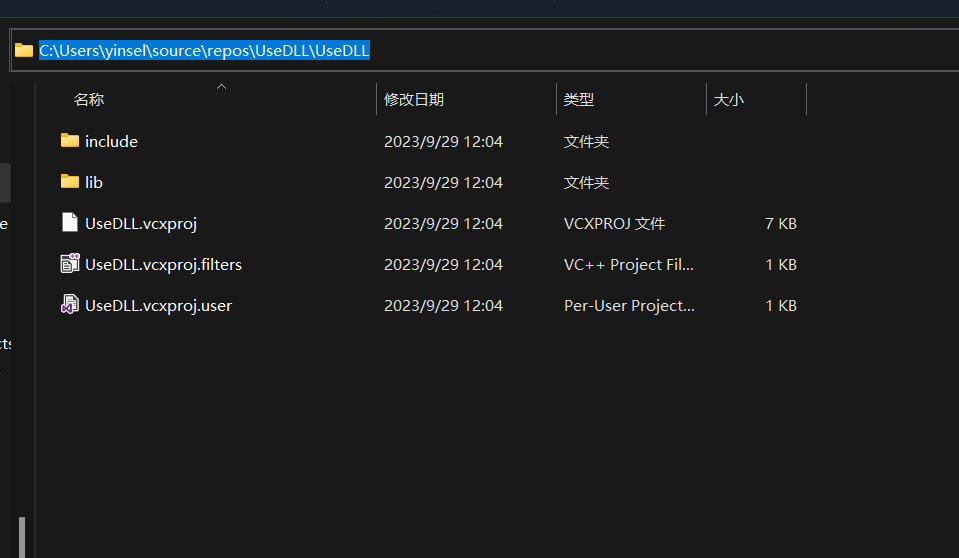 C:\Users\yinsel\source\repos\UseDLL\UseDLL
名称 修改日期 类型 大小
include 2023/9/29 12:04 文件夹
lib 2023/9/29 12:04 文件夹
UseDLL.vcxproj 2023/9/29 12:04 VCXPROJ 文件 7 KB
UseDLL.vcxproj.filters 2023/9/29 12:04 VC++ Project Fil... 1 KB
UseDLL.vcxproj.user 2023/9/29 12:04 Per-User Project... 1 KB